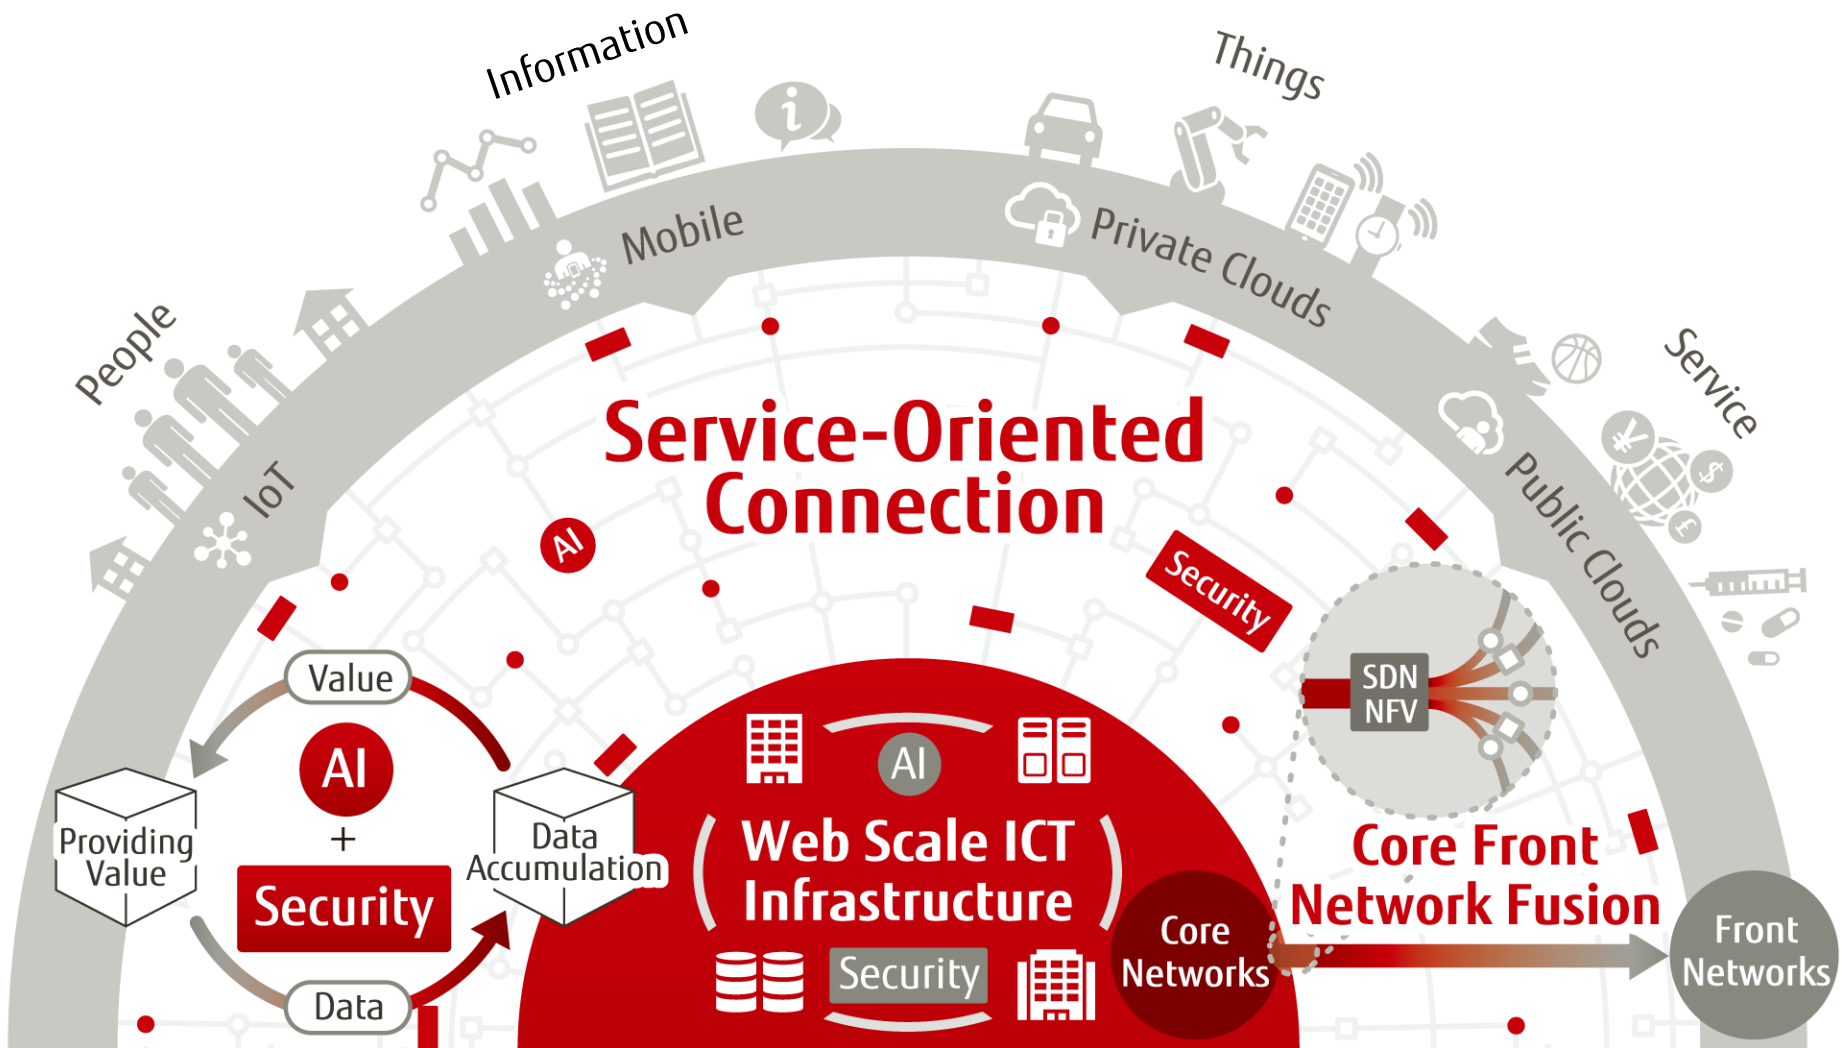 Information
Things
People
Service
Mobile
Private Clouds
IoT
Public Clouds
Service-Oriented
Connection
AI
Security
SDN
NFV
Value
AI
+
Security
Providing
Value
Data
Accumulation
Data
AI
Web Scale ICT
Infrastructure
Security
Core
Networks
Core Front
Network Fusion
Front
Networks
i
¥
$
£